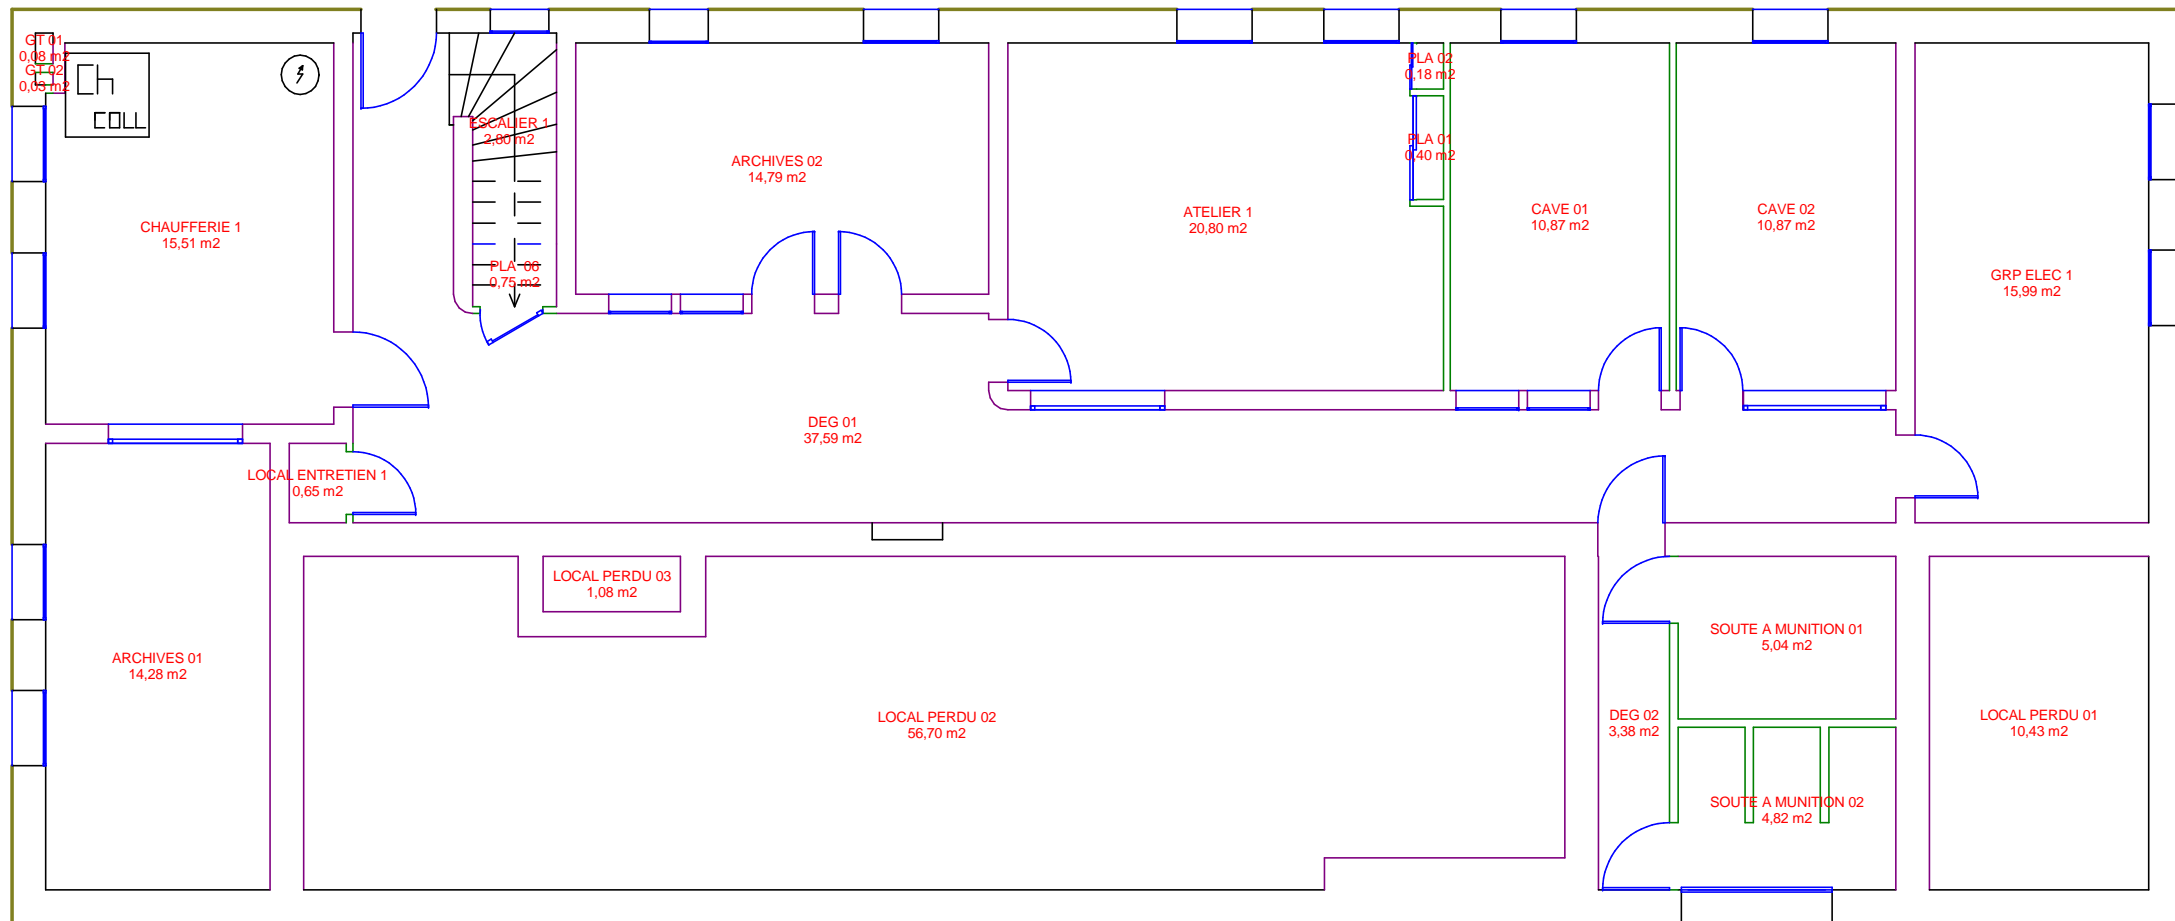 GT 01
0,08 m2
GT 02
0,03 m2
Ch
COLL
CHAUFFERIE 1
15,51 m2
ESCALIER 1
2,80 m2
PLA 06
0,75 m2
ARCHIVES 02
14,79 m2
ATELIER 1
20,80 m2
PLA 02
0,18 m2
PLA 01
0,40 m2
CAVE 01
10,87 m2
CAVE 02
10,87 m2
GRP ELEC 1
15,99 m2
DEG 01
37,59 m2
LOCAL ENTRETIEN 1
0,65 m2
ARCHIVES 01
14,28 m2
LOCAL PERDU 03
1,08 m2
LOCAL PERDU 02
56,70 m2
SOUTE A MUNITION 01
5,04 m2
DEG 02
3,38 m2
SOUTE A MUNITION 02
4,82 m2
LOCAL PERDU 01
10,43 m2